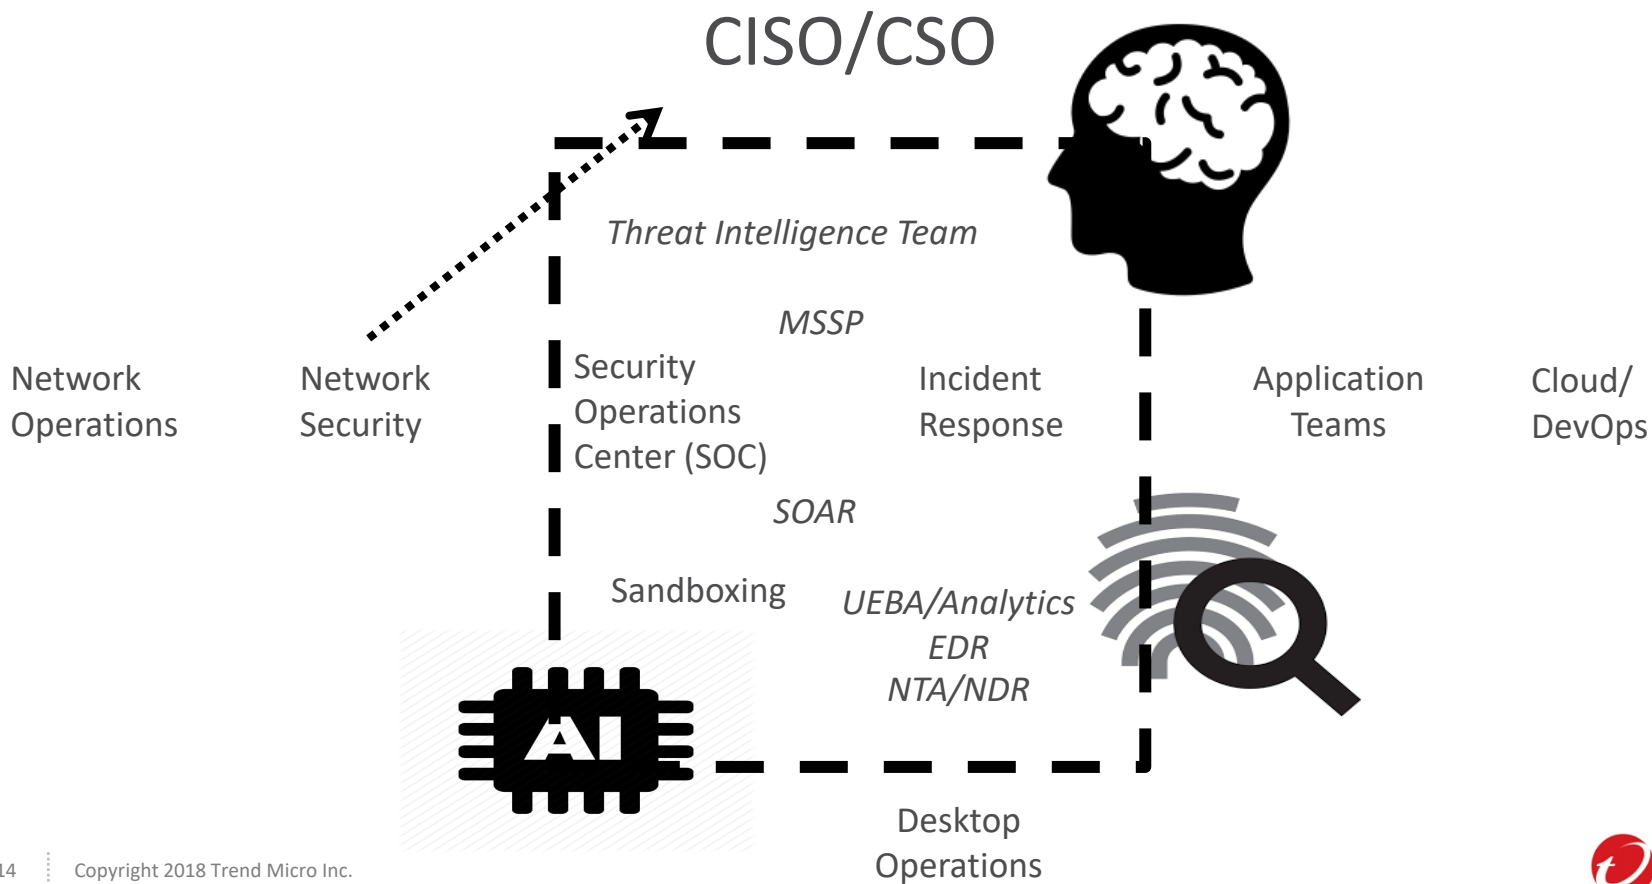 CISO/CSO
Threat Intelligence Team
MSSP
Network
Operations
Network
Security
Security
Operations
Center (SOC)
Incident
Response
Application
Teams
Cloud/
DevOps
SOAR
Sandboxing
UEBA/Analytics
EDR
NTA/NDR
AI
Desktop
Operations
14
Copyright 2018 Trend Micro Inc.